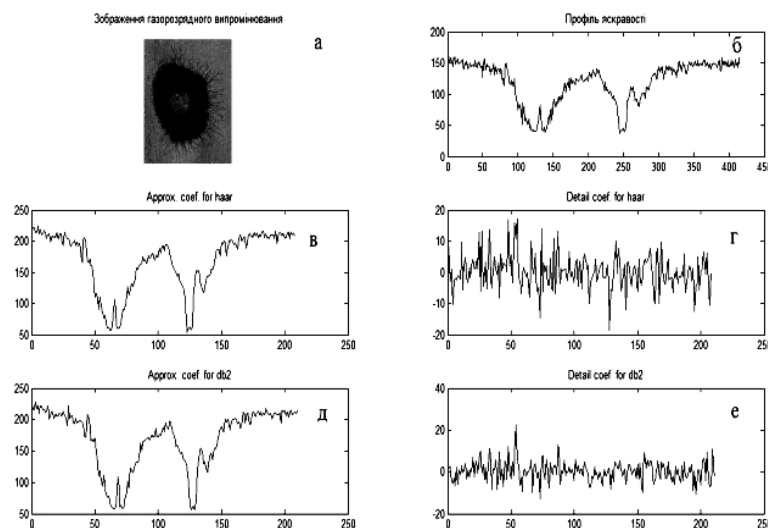 Зображення газорозрядного випромінювання
а
Профіль яскравості
б
200
150
100
50
0
0 50 100 150 200 250 300 350 400 450
Approx. coef. for haar
в
250
200
150
100
50
0 50 100 150 200 250
Detail coef. for haar
г
20
10
0
-10
-20
0 50 100 150 200 250
Approx. coef. for db2
д
250
200
150
100
50
0 50 100 150 200 250
Detail coef. for db2
е
40
20
0
-20
0 50 100 150 200 250